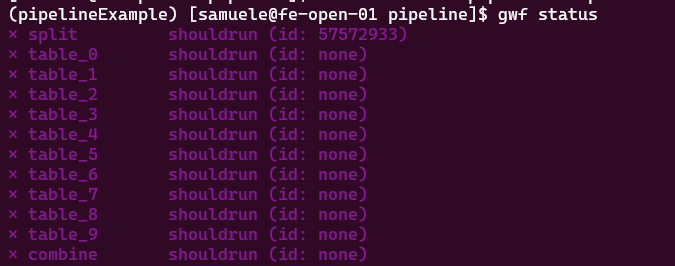 (pipelineExample) [samuele@fe-open-01 pipeline]$ gwf status
× split shouldrun (id: 57572933)
× table_0 shouldrun (id: none)
× table_1 shouldrun (id: none)
× table_2 shouldrun (id: none)
× table_3 shouldrun (id: none)
× table_4 shouldrun (id: none)
× table_5 shouldrun (id: none)
× table_6 shouldrun (id: none)
× table_7 shouldrun (id: none)
× table_8 shouldrun (id: none)
× table_9 shouldrun (id: none)
× combine shouldrun (id: none)